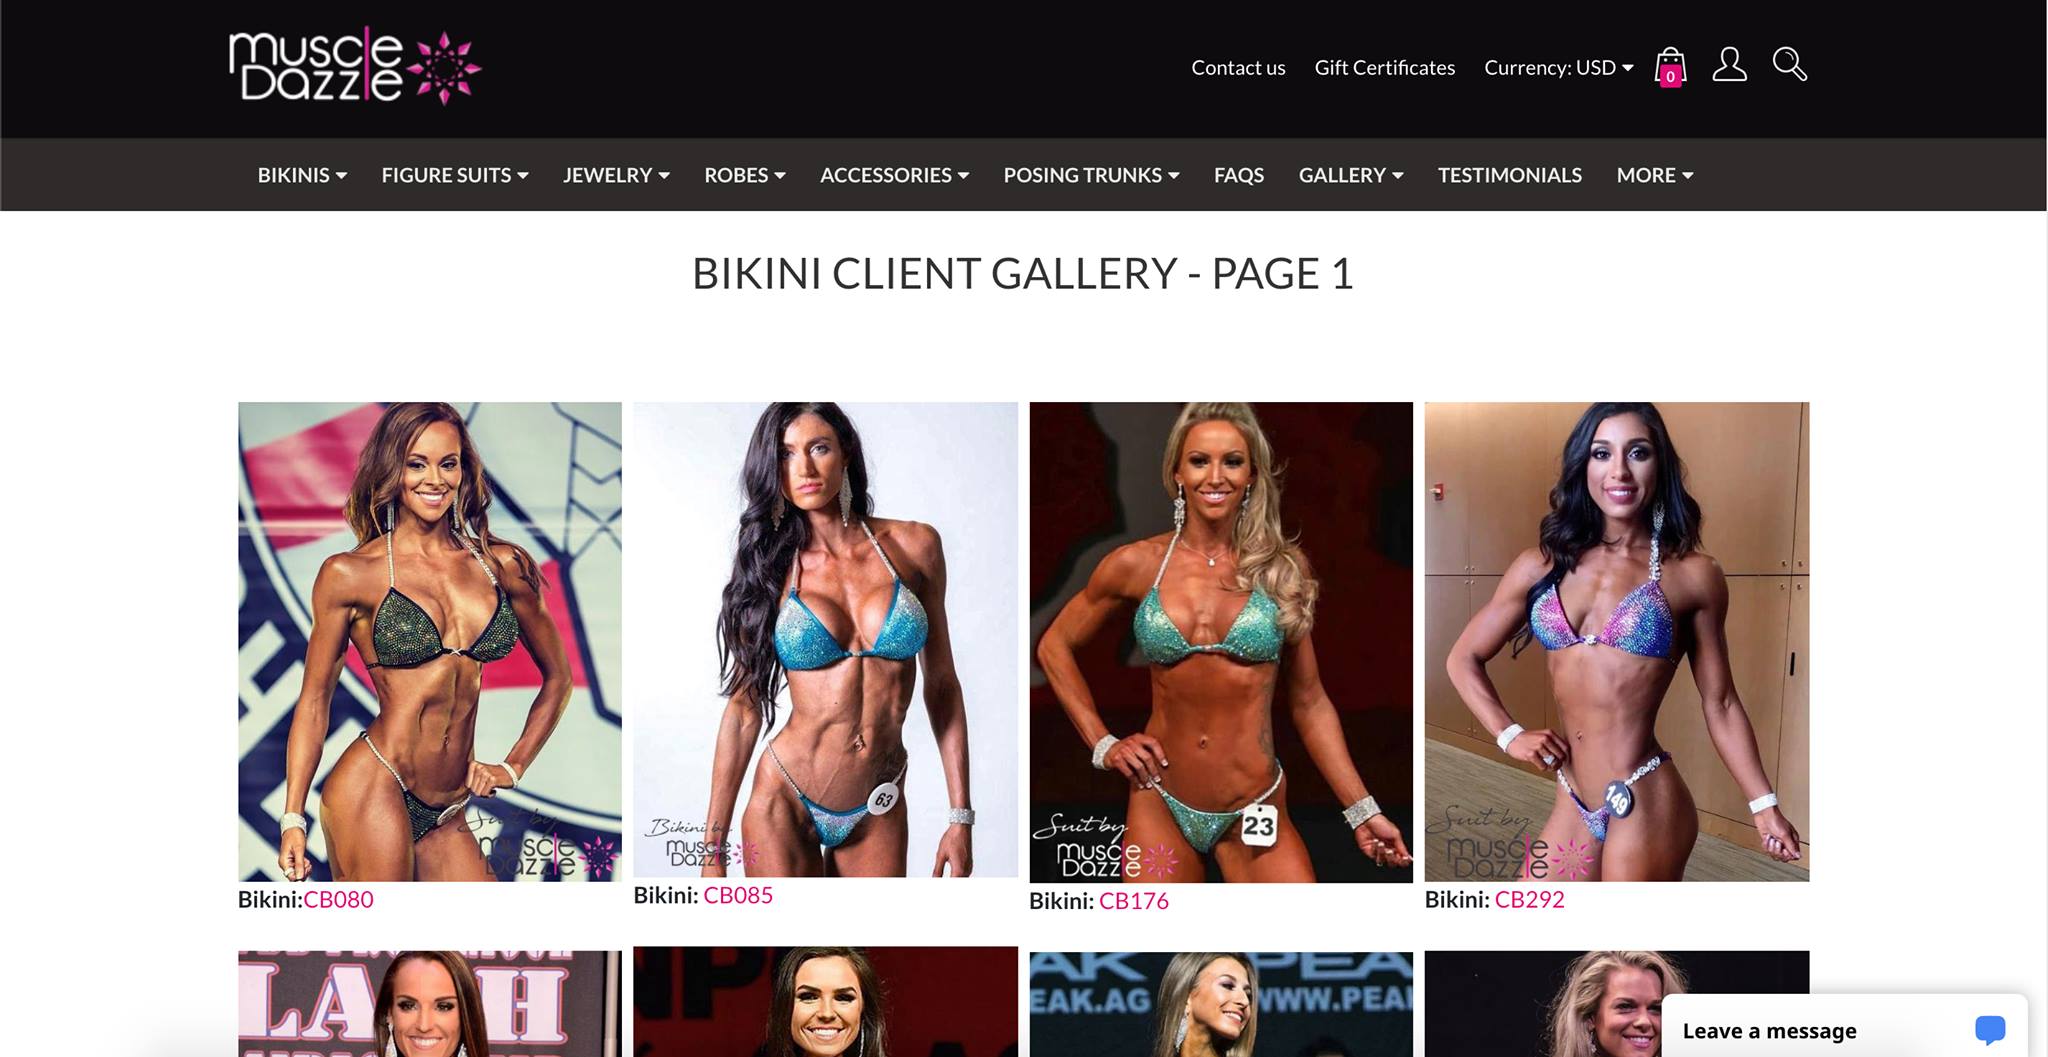 muscle
Dazzle
Contact us
Gift Certificates
Currency: USD
0
BIKINIS
FIGURE SUITS
JEWELRY
ROBES
ACCESSORIES
POSING TRUNKS
FAQS
GALLERY
TESTIMONIALS
MORE
BIKINI CLIENT GALLERY - PAGE 1
Suit by
muscle
Dazzle
Bikini:CB080
63
Bikini by
muscle
Dazzle
Bikini: CB085
23
Suit by
muscle
Dazzle
Bikini: CB176
149
Suit by
muscle
Dazzle
Bikini: CB292
NP
EAK.AG
WWW.PEA
Leave a message